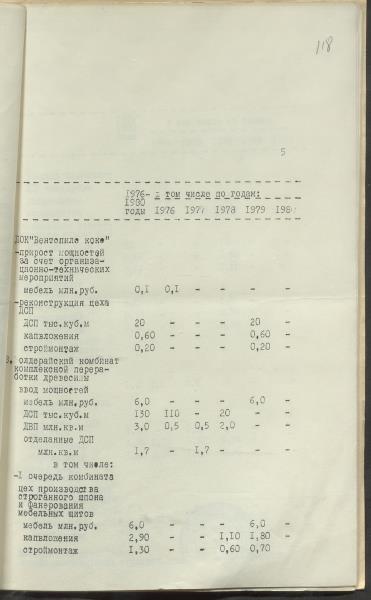 118
5
1976- в том числе по годам:
1980
годы 1976 1977 1978 1979 1980
ДОК "Вентспилс кокс"
-прирост мощностей
за счет организа-
ционно-технических
мероприятий
мебель млн.руб. 0,1 0,1 - - - -
-реконструкция цеха
ДСП
ДСП тыс.куб.м 20 - - - 20 -
капвложения 0,60 - - - 0,60 -
строймонтаж 0,20 - - - 0,20 -
олдерайский комбинат
комплексной перера-
ботки древесины
ввод мощностей
мебель млн.руб. 6,0 - - - 6,0 -
ДСП тыс.куб.м 130 110 - 20 - -
ДВП млн.кв.м 3,0 0,5 0,5 2,0 - -
отделанные ДСП
млн.кв.м 1,7 - 1,7 - - -
в том числе:
-I очередь комбината
цех производства
строганного шпона
и фанерования
мебельных щитов
мебель млн.руб. 6,0 - - - 6,0 -
капвложения 2,90 - - 1,10 1,80 -
строймонтаж 1,30 - - 0,60 0,70 -